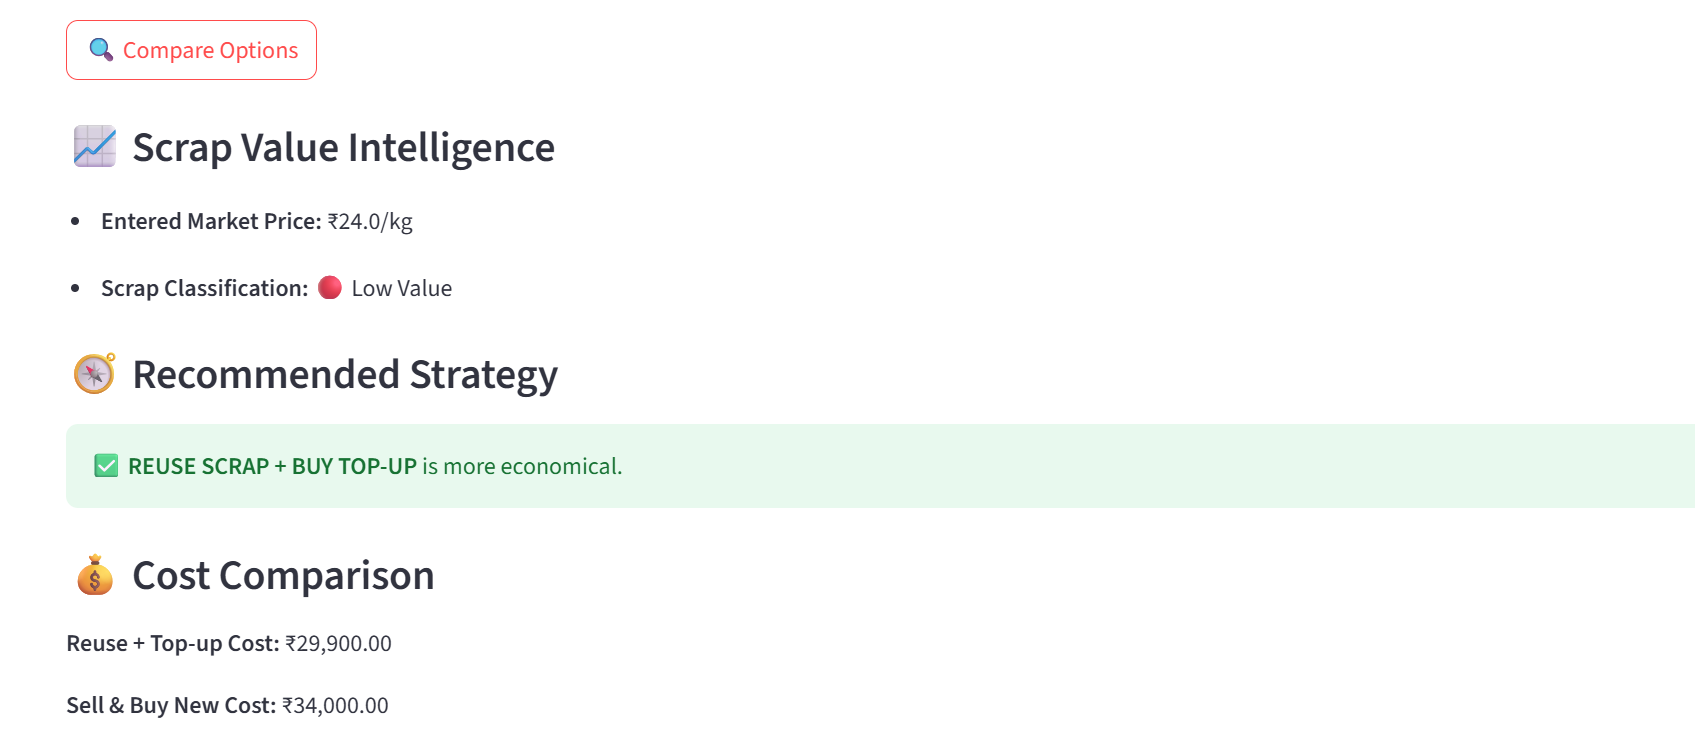 🔍 Compare Options
📈 Scrap Value Intelligence
• Entered Market Price: ₹24.0/kg
• Scrap Classification: 🔴 Low Value
🧭 Recommended Strategy
✅ REUSE SCRAP + BUY TOP-UP is more economical.
💰 Cost Comparison
Reuse + Top-up Cost: ₹29,900.00
Sell & Buy New Cost: ₹34,000.00